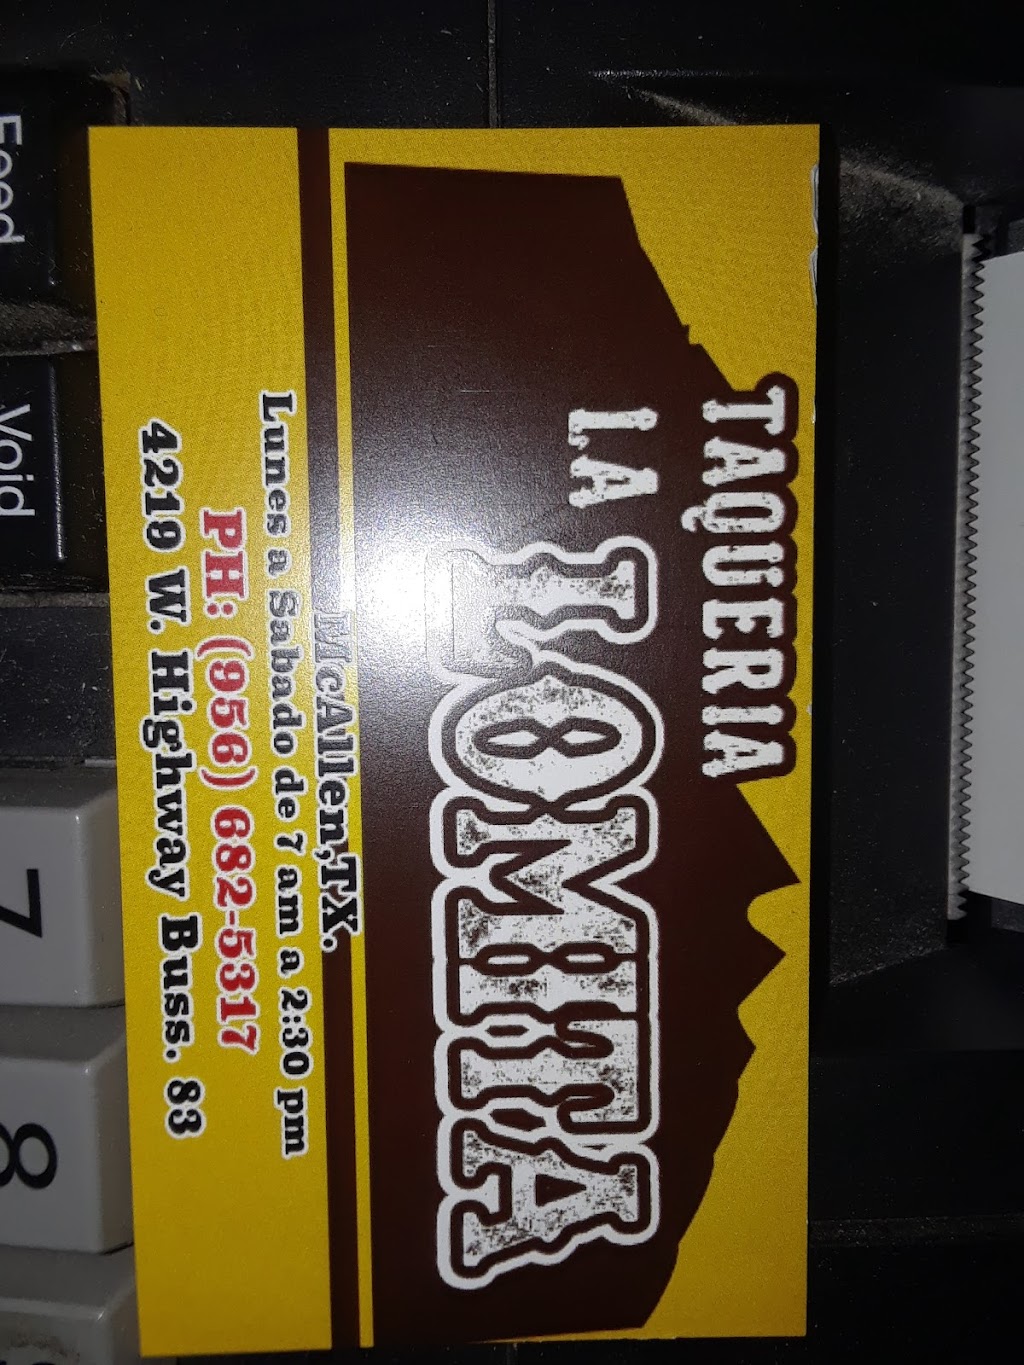 TAQUERIA
LA LOMITA
McAllen,TX.
Lunes a Sabado de 7 am a 2:30 pm
PH: (956) 682-5317
4219 W. Highway Buss. 83
Feed
Void
7
8